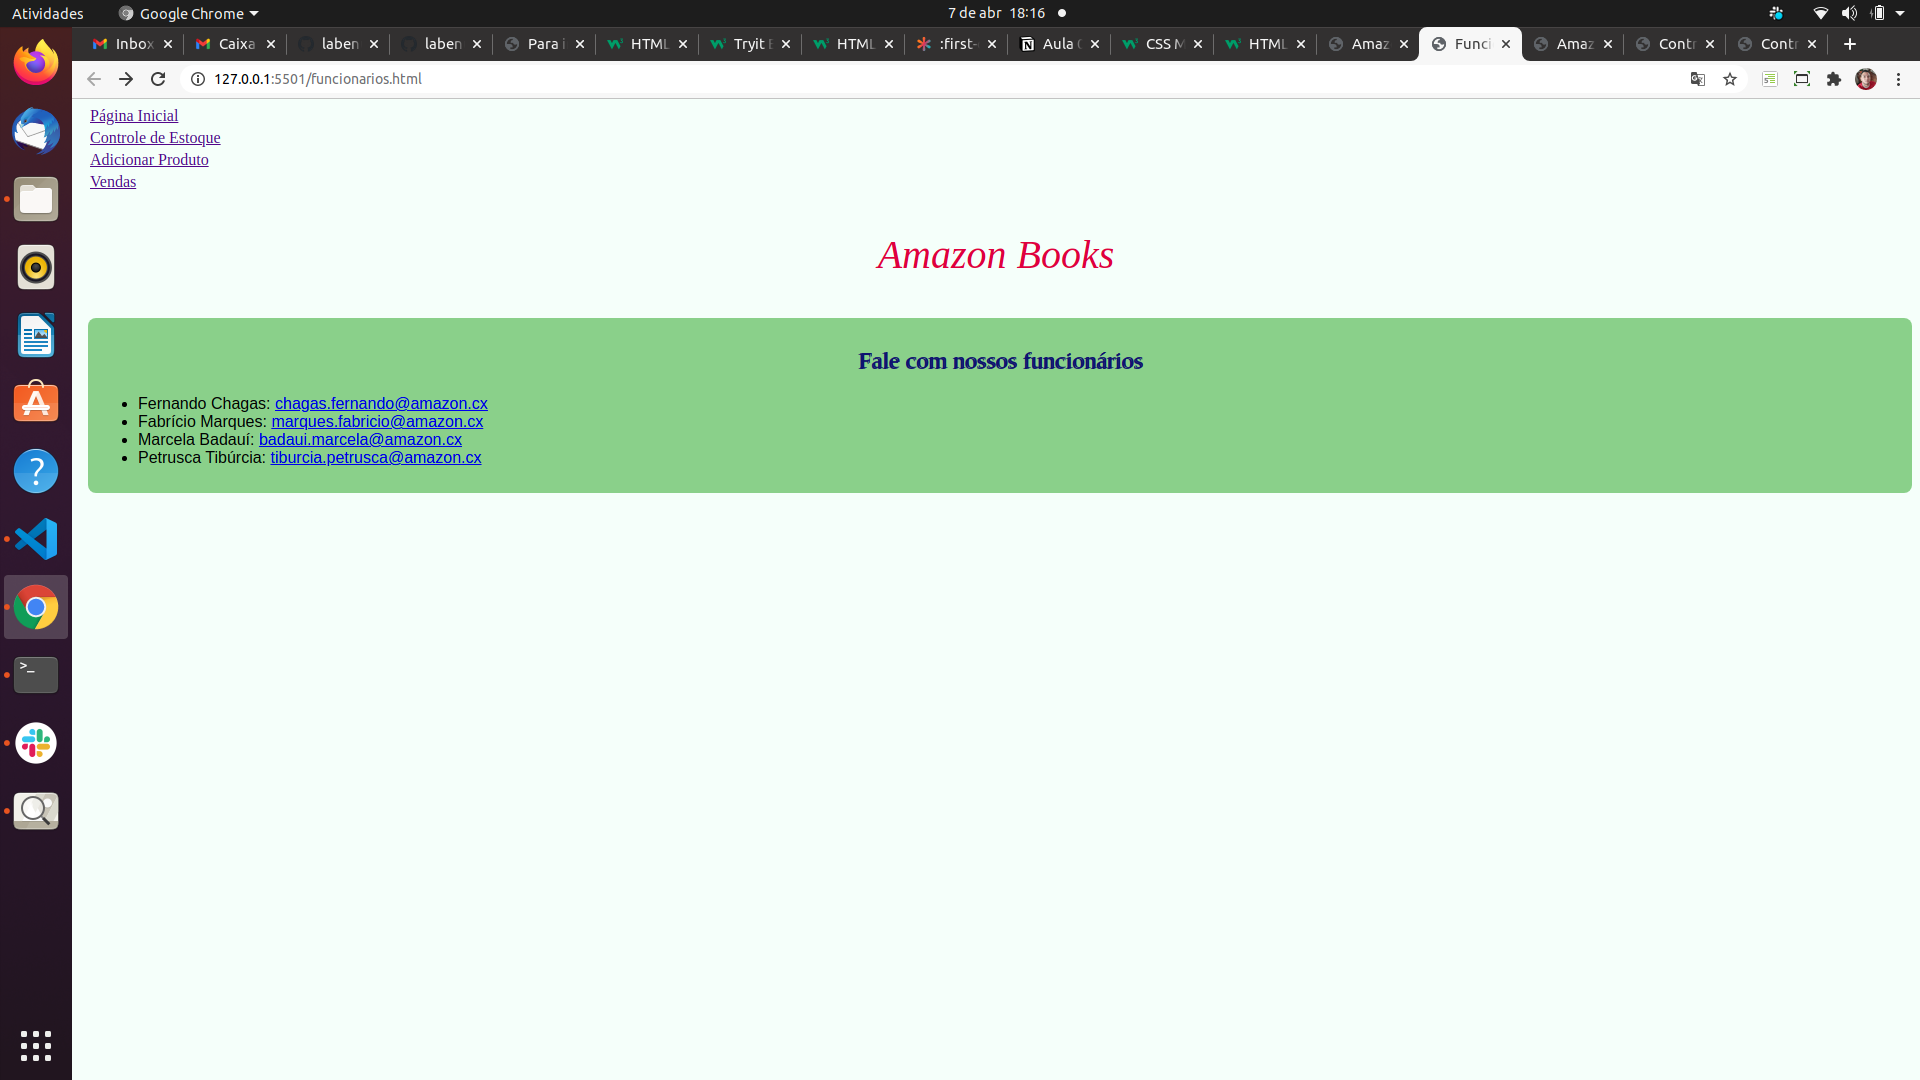 Atividades
Google Chrome
7 de abr 18:16
Inbox
Caixa
laben
laben
Para i
HTML
Tryit E
HTML
:first-
Aula
CSS M
HTML
Amaz
Funci
Amaz
Contr
Contr
127.0.0.1:5501/funcionarios.html
Página Inicial
Controle de Estoque
Adicionar Produto
Vendas
Amazon Books
Fale com nossos funcionários
Fernando Chagas: chagas.fernando@amazon.cx
Fabrício Marques: marques.fabricio@amazon.cx
Marcela Badauí: badaui.marcela@amazon.cx
Petrusca Tibúrcia: tiburcia.petrusca@amazon.cx